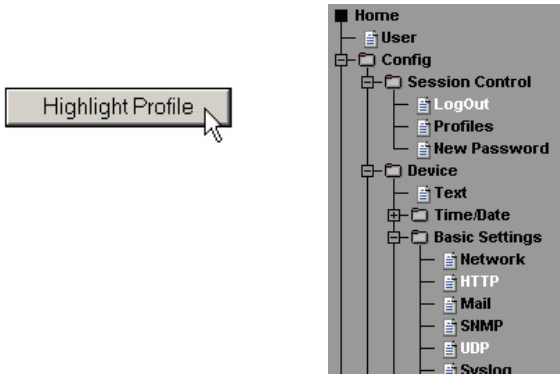 Highlight Profile
Home
User
Config
Session Control
LogOut
Profiles
New Password
Device
Text
Time/Date
Basic Settings
Network
HTTP
Mail
SNMP
UDP
Syslog